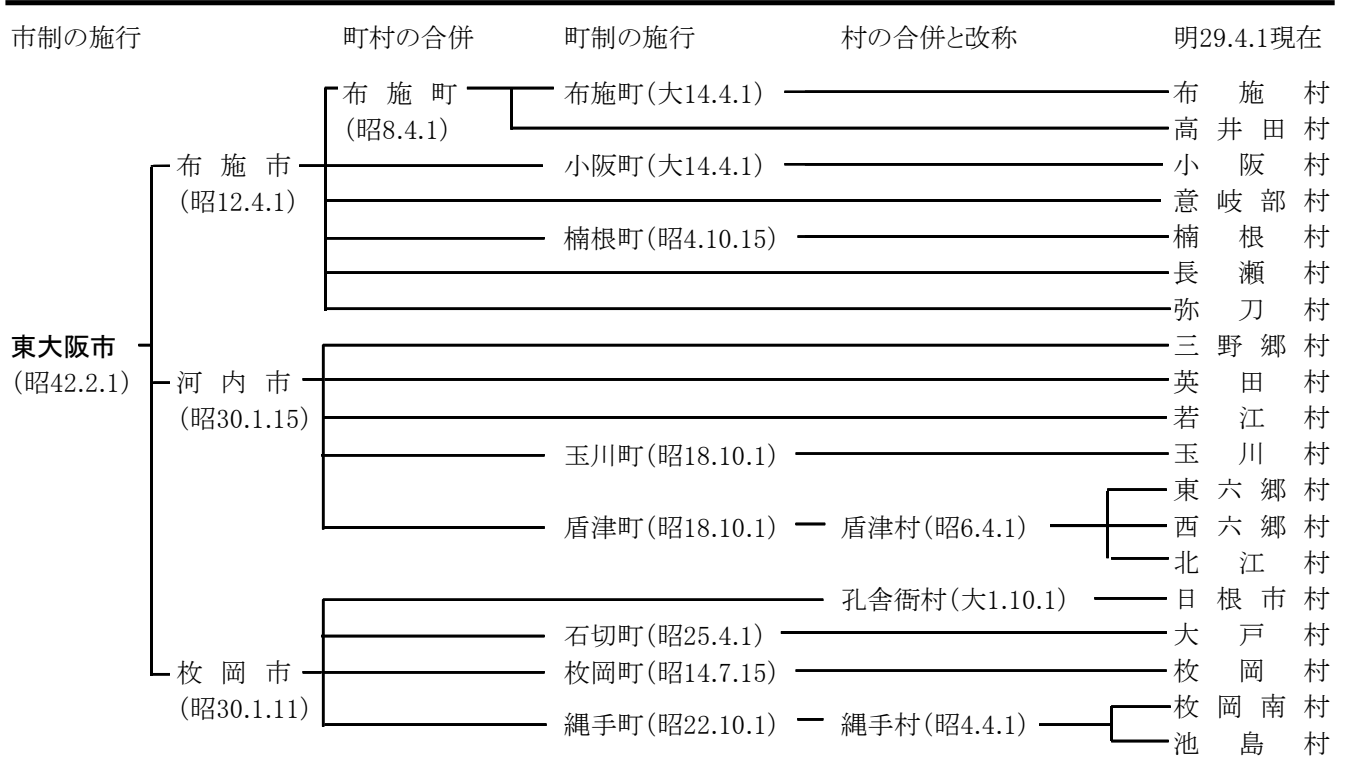 市制の施行 町村の合併 町制の施行 村の合併と改称 明29.4.1現在
布施町 布施町(大14.4.1) 布施村
(昭8.4.1) 高井田村
布施市 小阪町(大14.4.1) 小阪村
(昭12.4.1) 意岐部村
楠根町(昭4.10.15) 楠根村
長瀬村
弥刀村
東大阪市 三野郷村
(昭42.2.1) 河内市 英田村
(昭30.1.15) 若江村
玉川町(昭18.10.1) 玉川村
東六郷村
盾津町(昭18.10.1) 盾津村(昭6.4.1) 西六郷村
北江村
孔舎衙村(大1.10.1) 日根市村
石切町(昭25.4.1) 大戸村
枚岡市 枚岡町(昭14.7.15) 枚岡村
(昭30.1.11) 枚岡南村
縄手町(昭22.10.1) 縄手村(昭4.4.1)
池島村